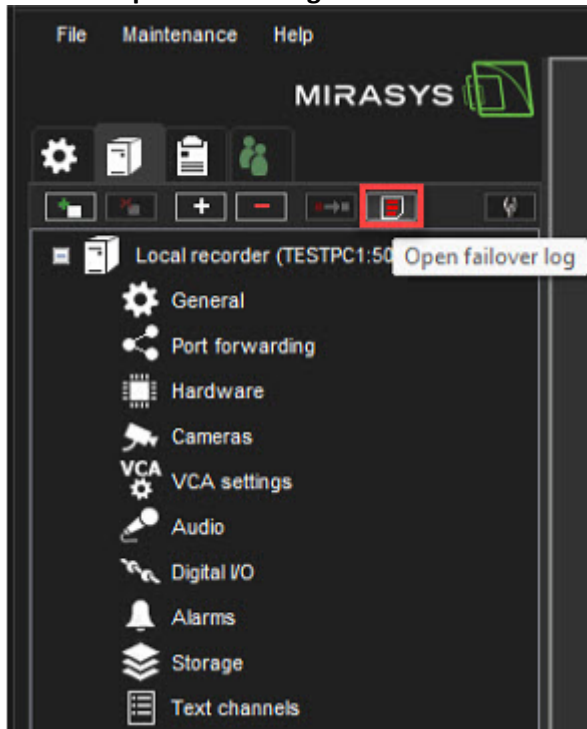 File Maintenance Help
MIRASYS
Local recorder (TESTPC1:50
Open failover log
General
Port forwarding
Hardware
Cameras
VCA
VCA settings
Audio
Digital I/O
Alarms
Storage
Text channels